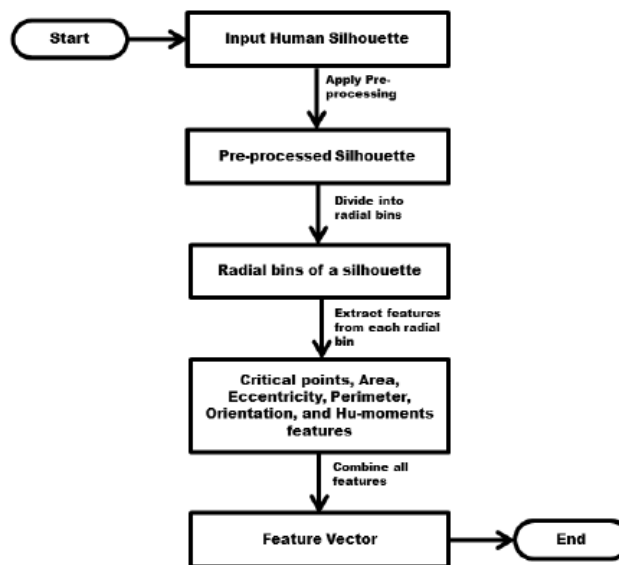 Start
Input Human Silhouette
Apply Pre-
processing
Pre-processed Silhouette
Divide into
radial bins
Radial bins of a silhouette
Extract features
from each radial
bin
Critical points, Area,
Eccentricity, Perimeter,
Orientation, and Hu-moments
features
Combine all
features
Feature Vector
End